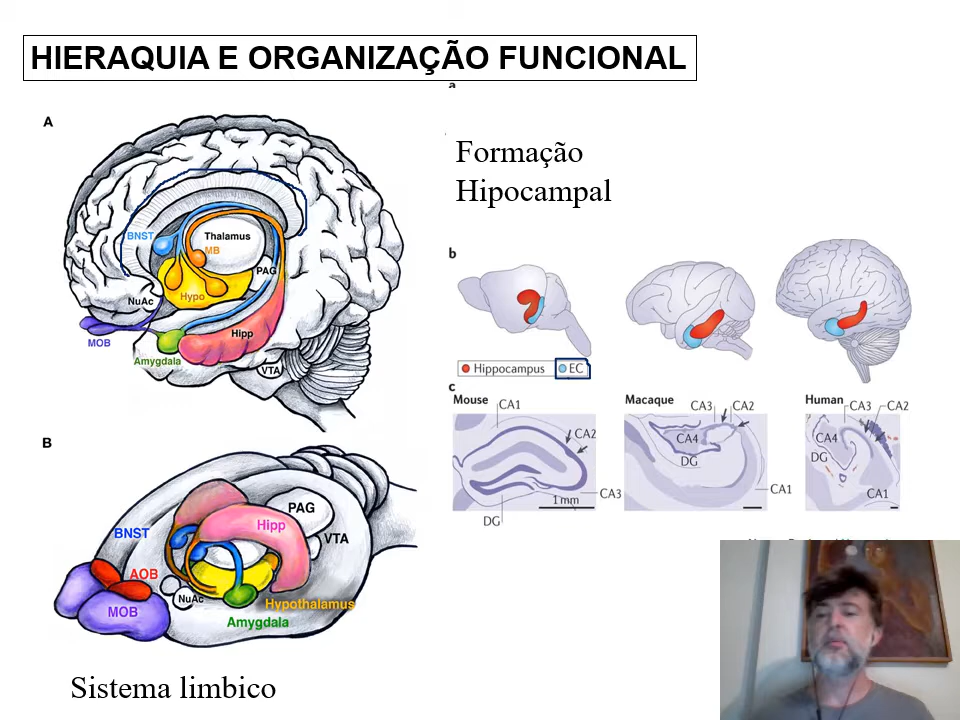 HIERAQUIA E ORGANIZAÇÃO FUNCIONAL
a
A
BNST
Thalamus
MB
PAG
Hypo
NuAc
MOB
Hipp
Amygdala
VTA
B
PAG
Hipp
VTA
BNST
AOB
NuAc
MOB
Hypothalamus
Amygdala
Sistema limbico
Formação
Hipocampal
b
Hippocampus EC
c
Mouse
CA1
CA2
CA3
1 mm
DG
Macaque
CA3 CA2
CA4
DG
CA1
Human
CA3 CA2
CA4
DG
CA1